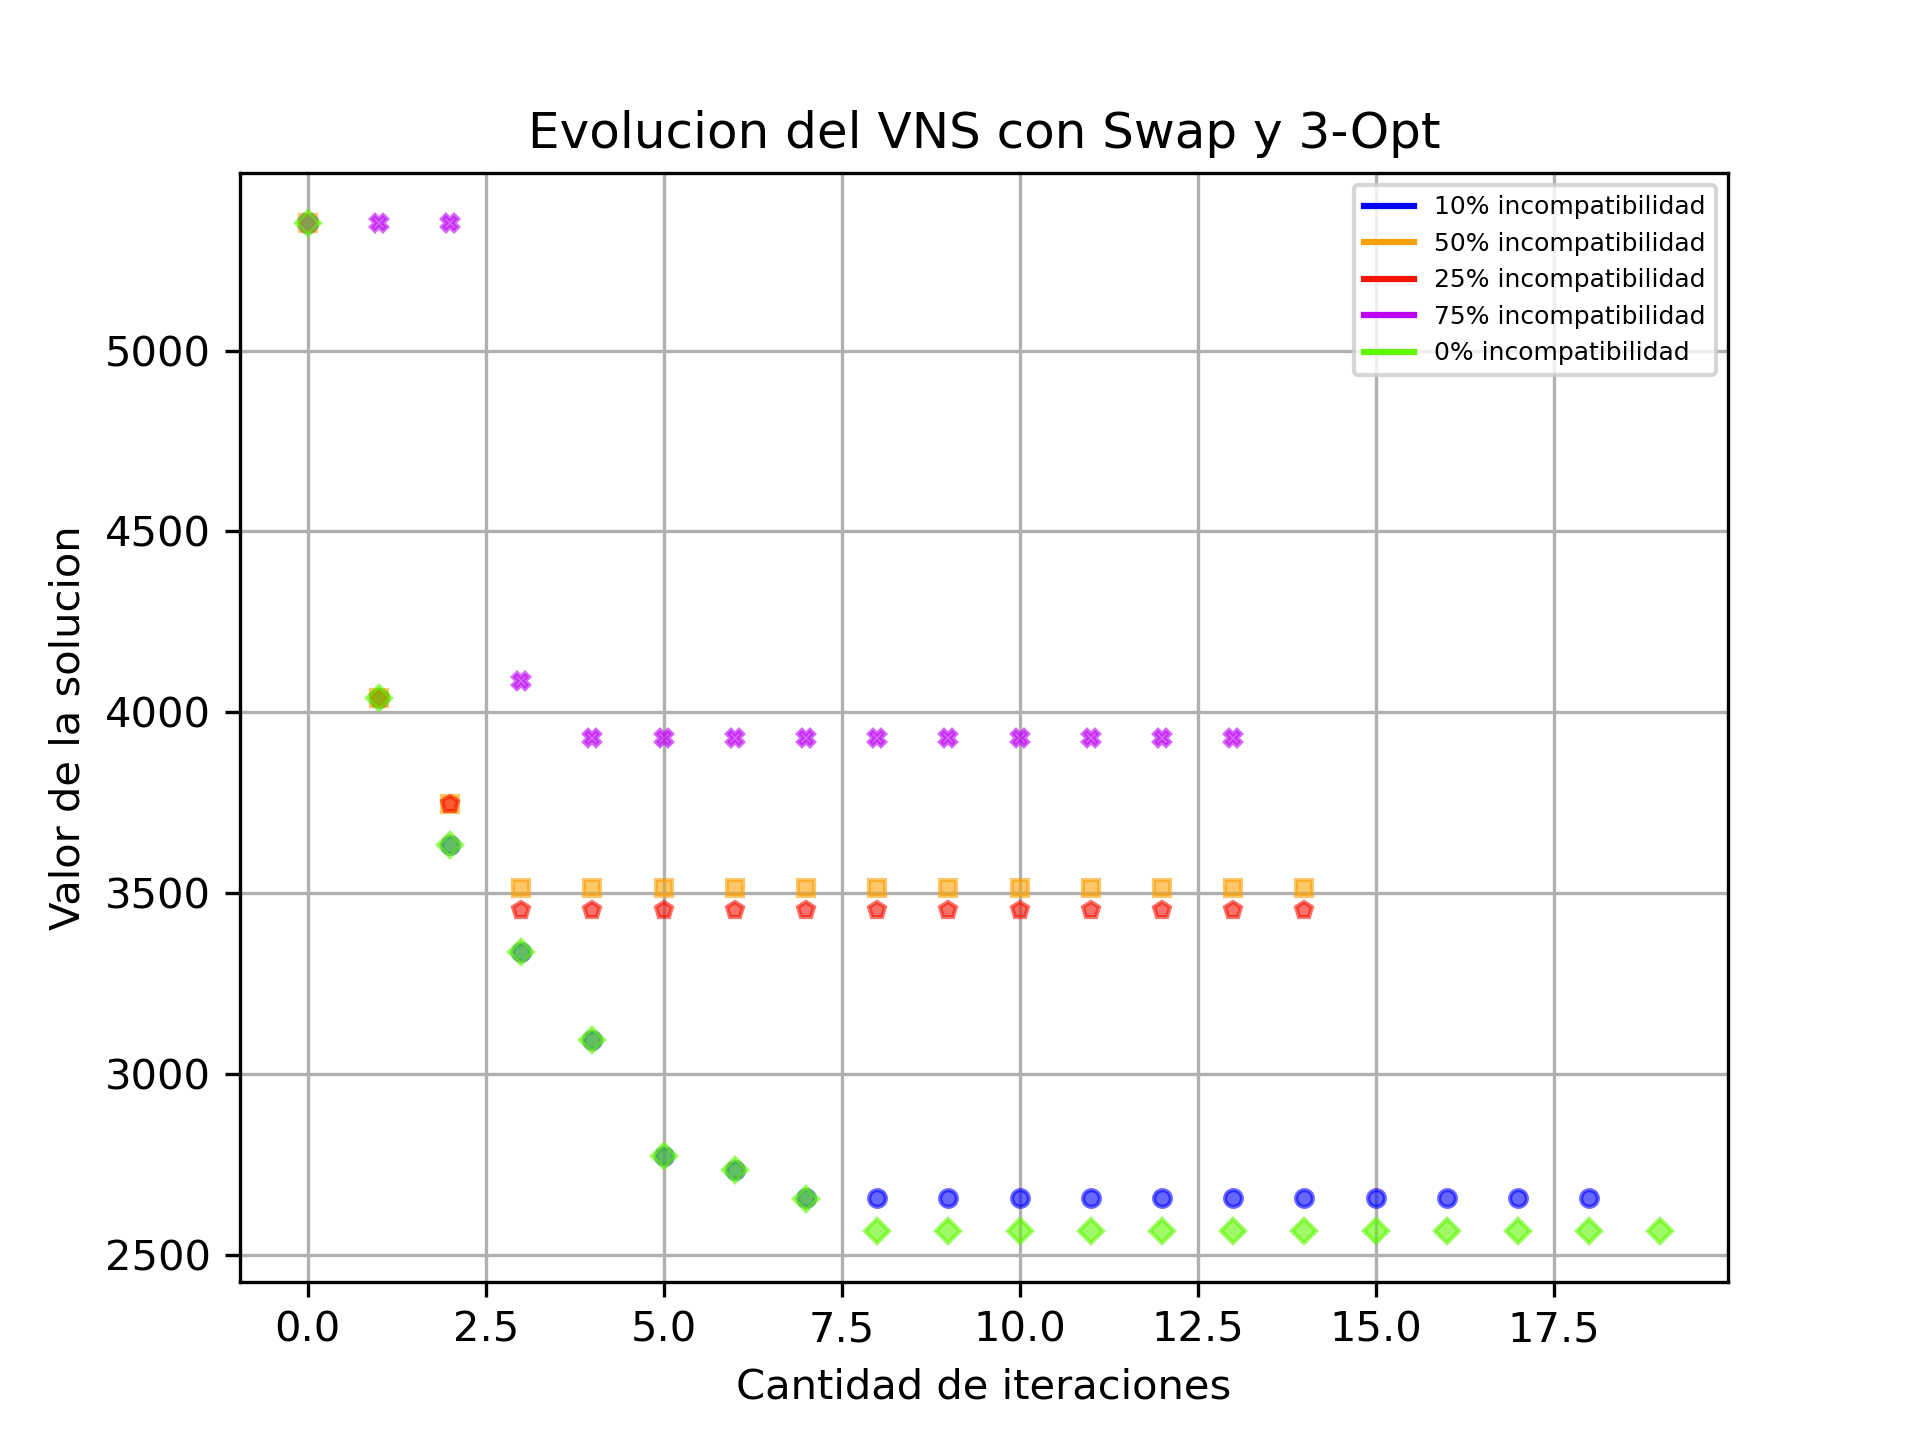 Evolucion del VNS con Swap y 3-Opt
10% incompatibilidad
50% incompatibilidad
25% incompatibilidad
75% incompatibilidad
0% incompatibilidad
Valor de la solucion
5000
4500
4000
3500
3000
2500
0.0 2.5 5.0 7.5 10.0 12.5 15.0 17.5
Cantidad de iteraciones